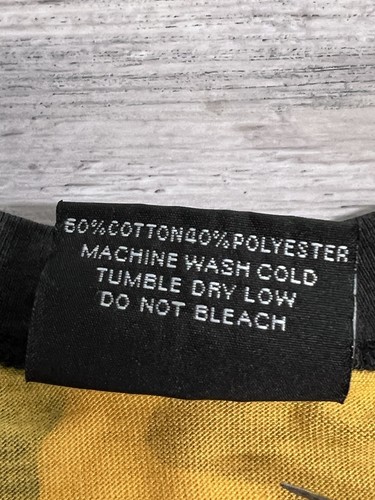 60%COTTON40%POLYESTER
MACHINE WASH COLD
TUMBLE DRY LOW
DO NOT BLEACH